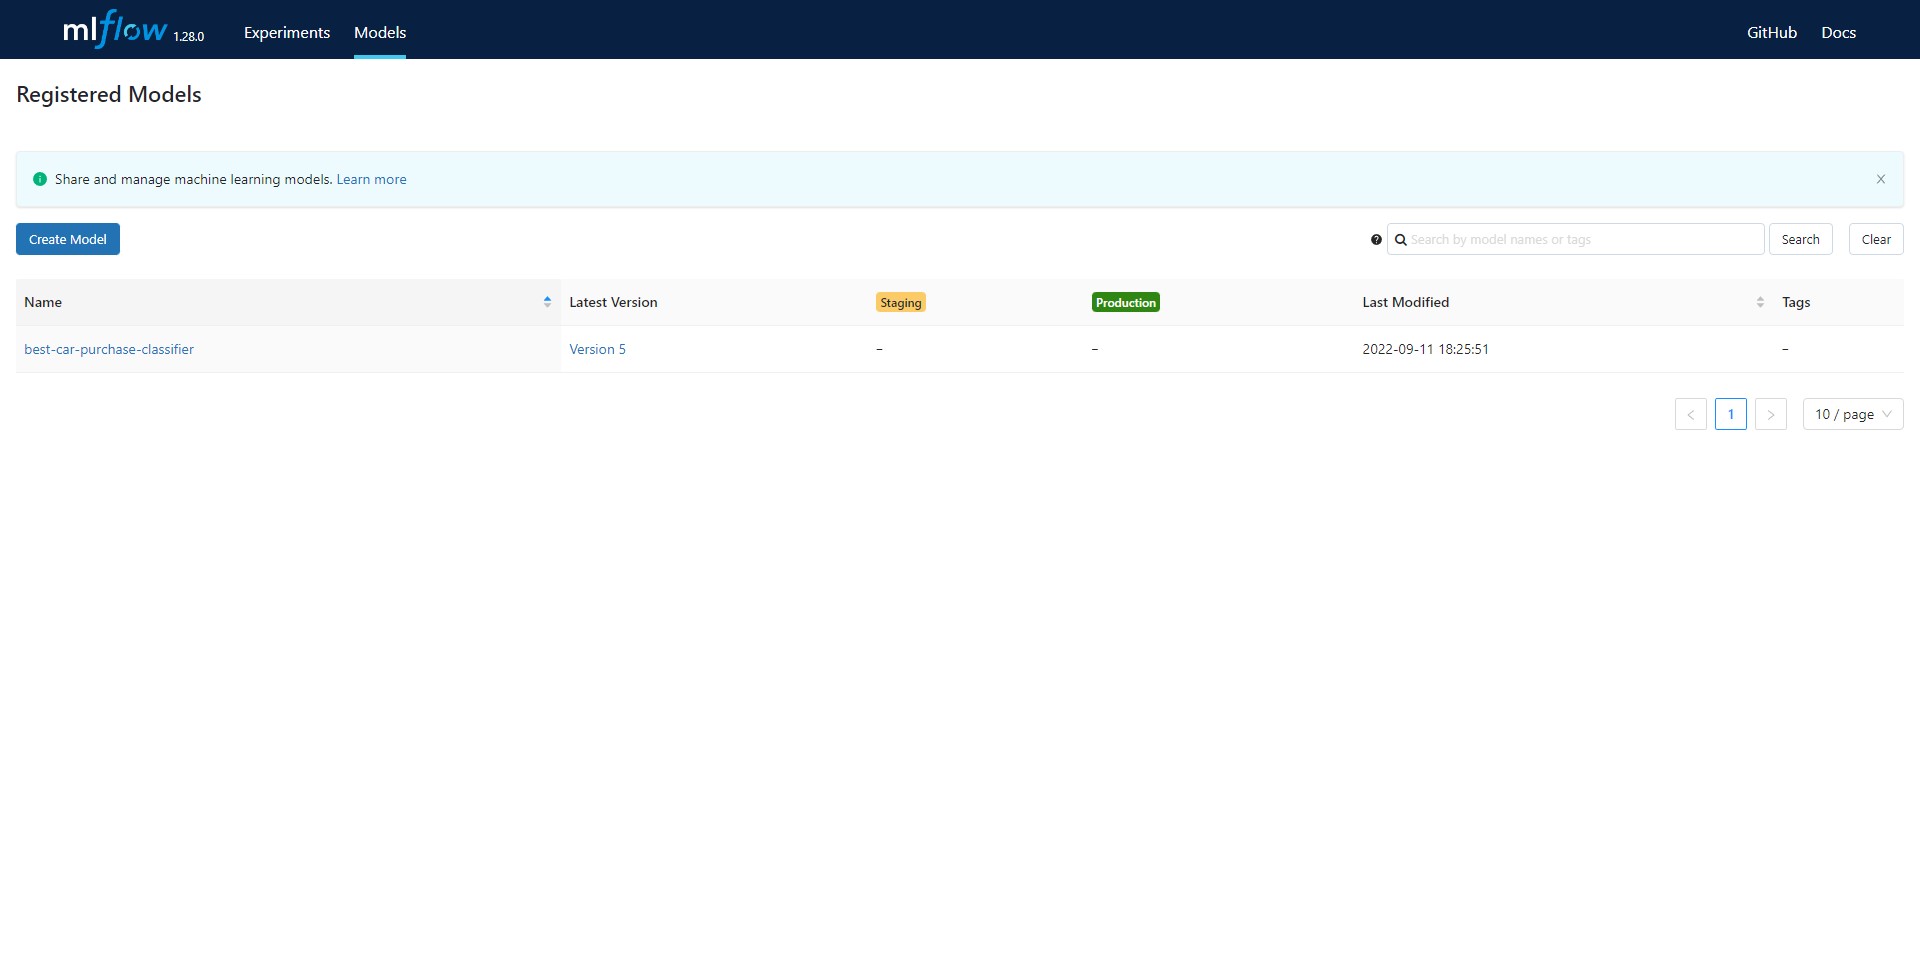 mlflow 1.28.0 Experiments Models GitHub Docs
Registered Models
Share and manage machine learning models. Learn more
Create Model Search by model names or tags Search Clear
Name Latest Version Staging Production Last Modified Tags
best-car-purchase-classifier Version 5 – – 2022-09-11 18:25:51 –
< 1 > 10 / page